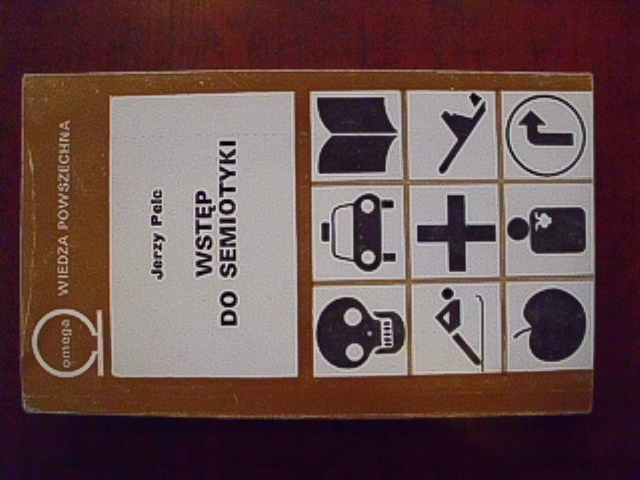 omega
WIEDZA POWSZECHNA
Jerzy Pelc
WSTĘP
DO SEMIOTYKI